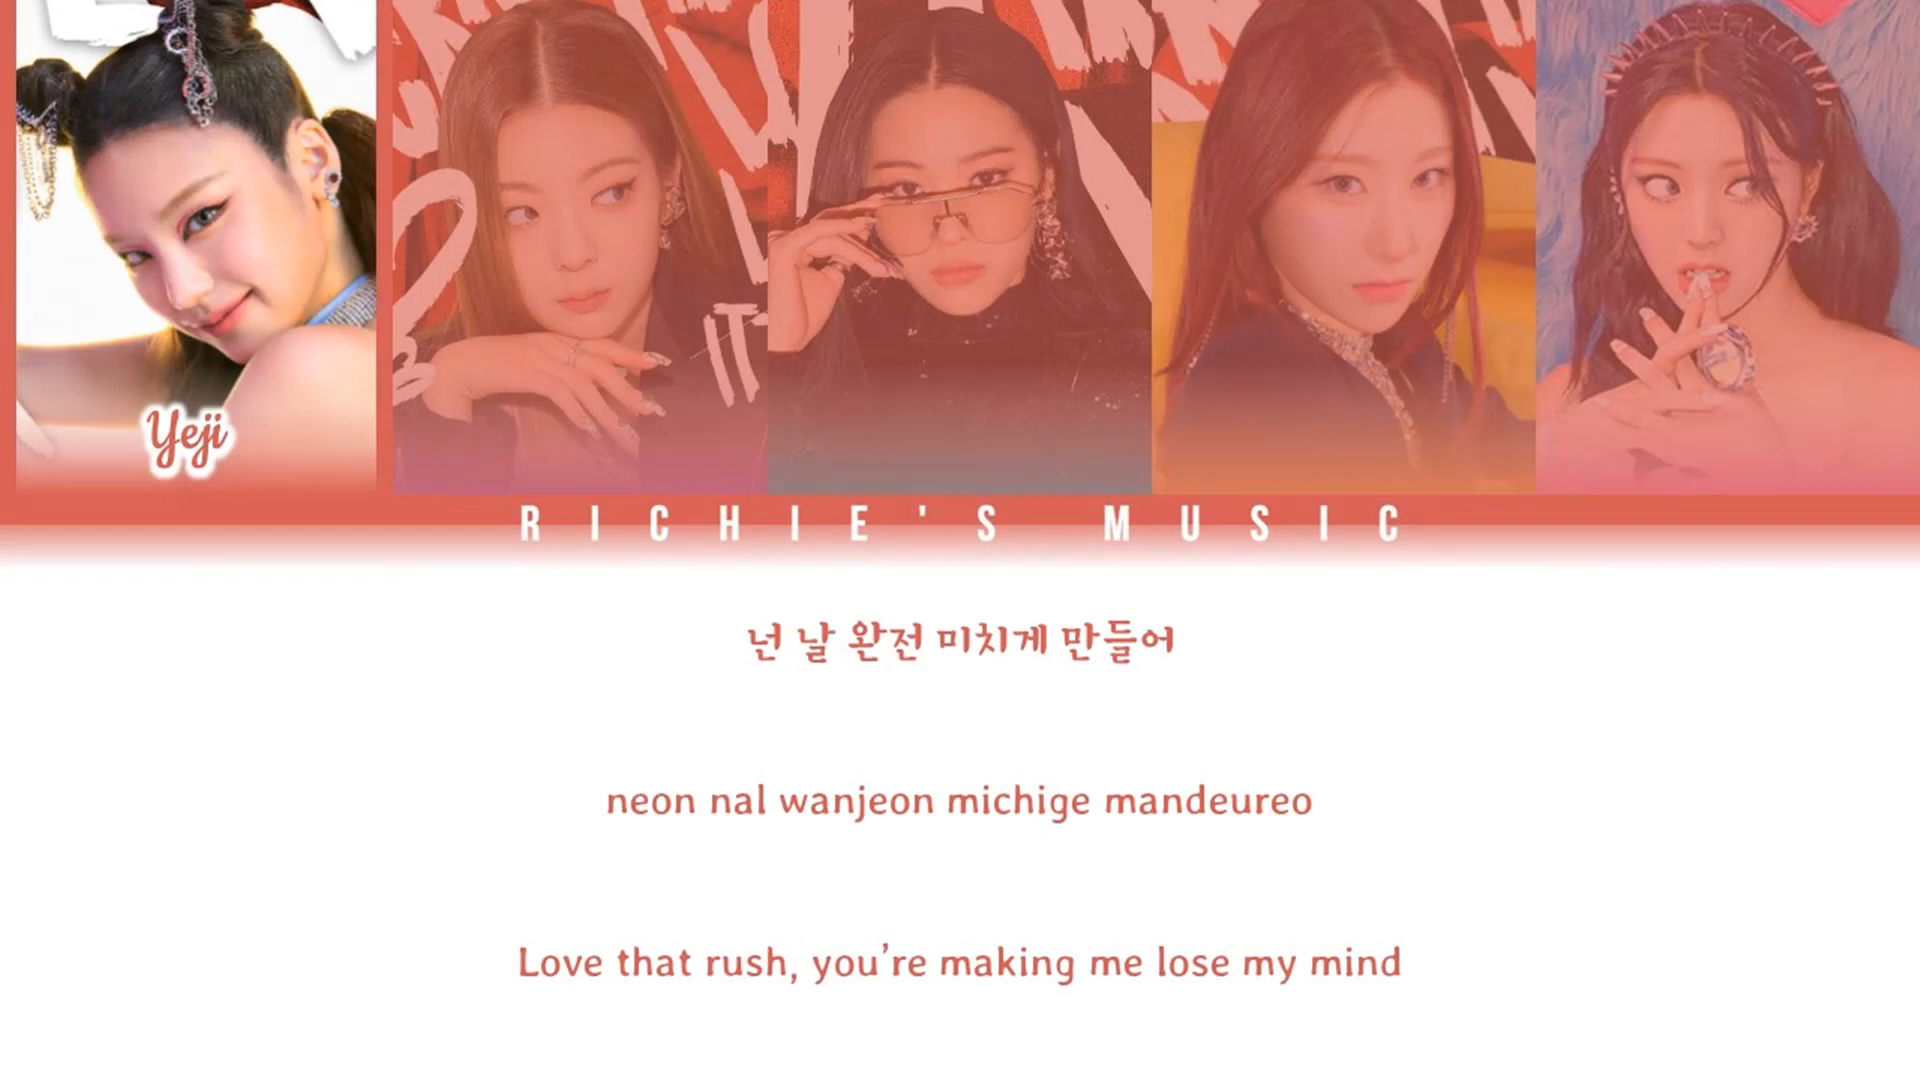 Yeji
RICHIE'S MUSIC
넌 날 완전 미치게 만들어
neon nal wanjeon michige mandeureo
Love that rush, you're making me lose my mind